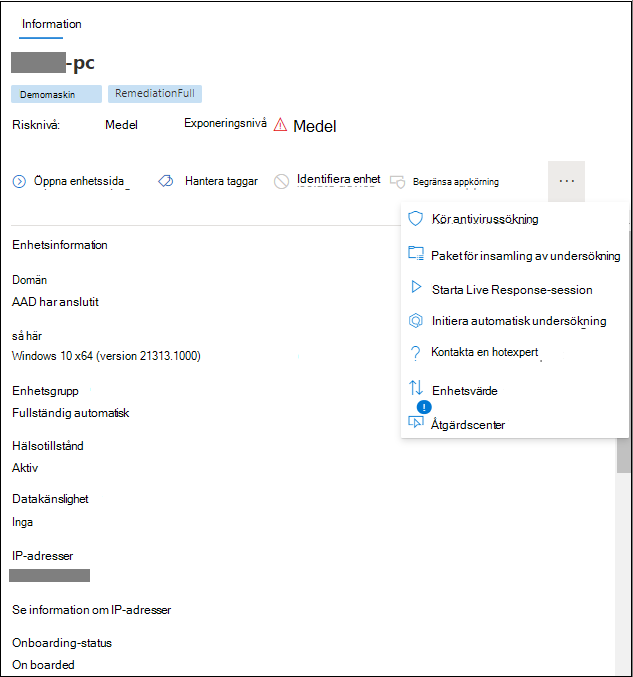 Information
-pc
Demomaskin RemediationFull
Risknivå: Medel Exponeringsnivå Medel
Öppna enhetssida Hantera taggar Identifiera enhet Begränsa appkörning ...
Kör antivirussökning
Paket för insamling av undersökning
Starta Live Response-session
Initiera automatisk undersökning
Kontakta en hotexpert
Enhetsvärde
Åtgärdscenter
Enhetsinformation
Domän
AAD har anslutit
så här
Windows 10 x64 (version 21313.1000)
Enhetsgrupp
Fullständig automatisk
Hälsotillstånd
Aktiv
Datakänslighet
Inga
IP-adresser
Se information om IP-adresser
Onboarding-status
On boarded